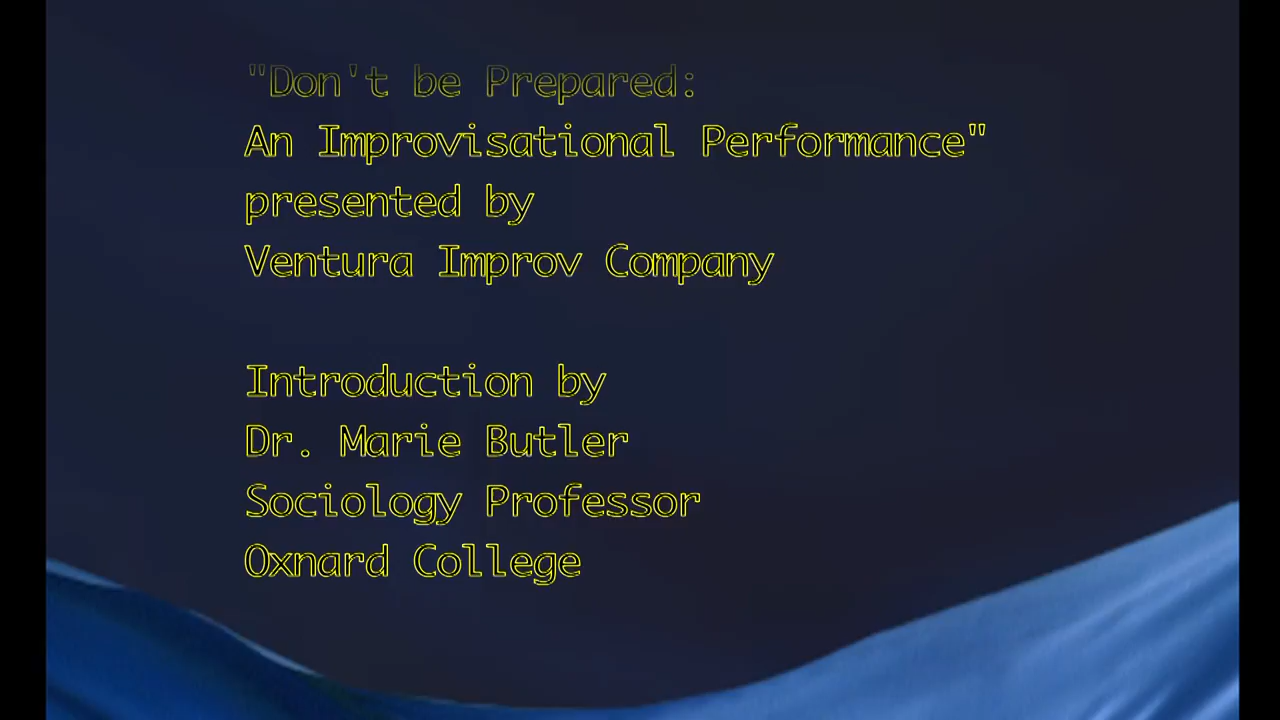 "Don't be Prepared:
An Improvisational Performance"
presented by
Ventura Improv Company
Introduction by
Dr. Marie Butler
Sociology Professor
Oxnard College